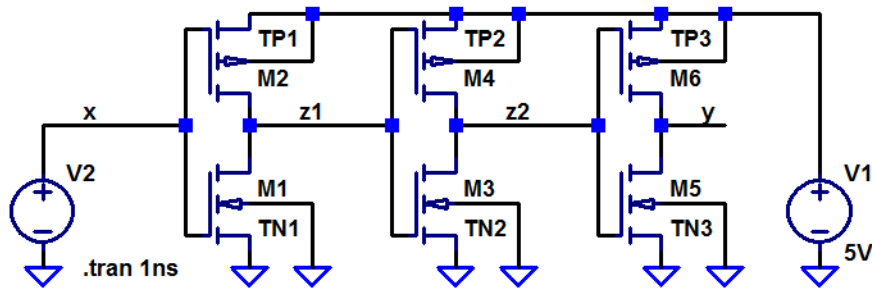 TP1 TP2 TP3
M2 M4 M6
x z1 z2 y
V2 M1 M3 M5 V1
TN1 TN2 TN3
.tran 1ns 5V